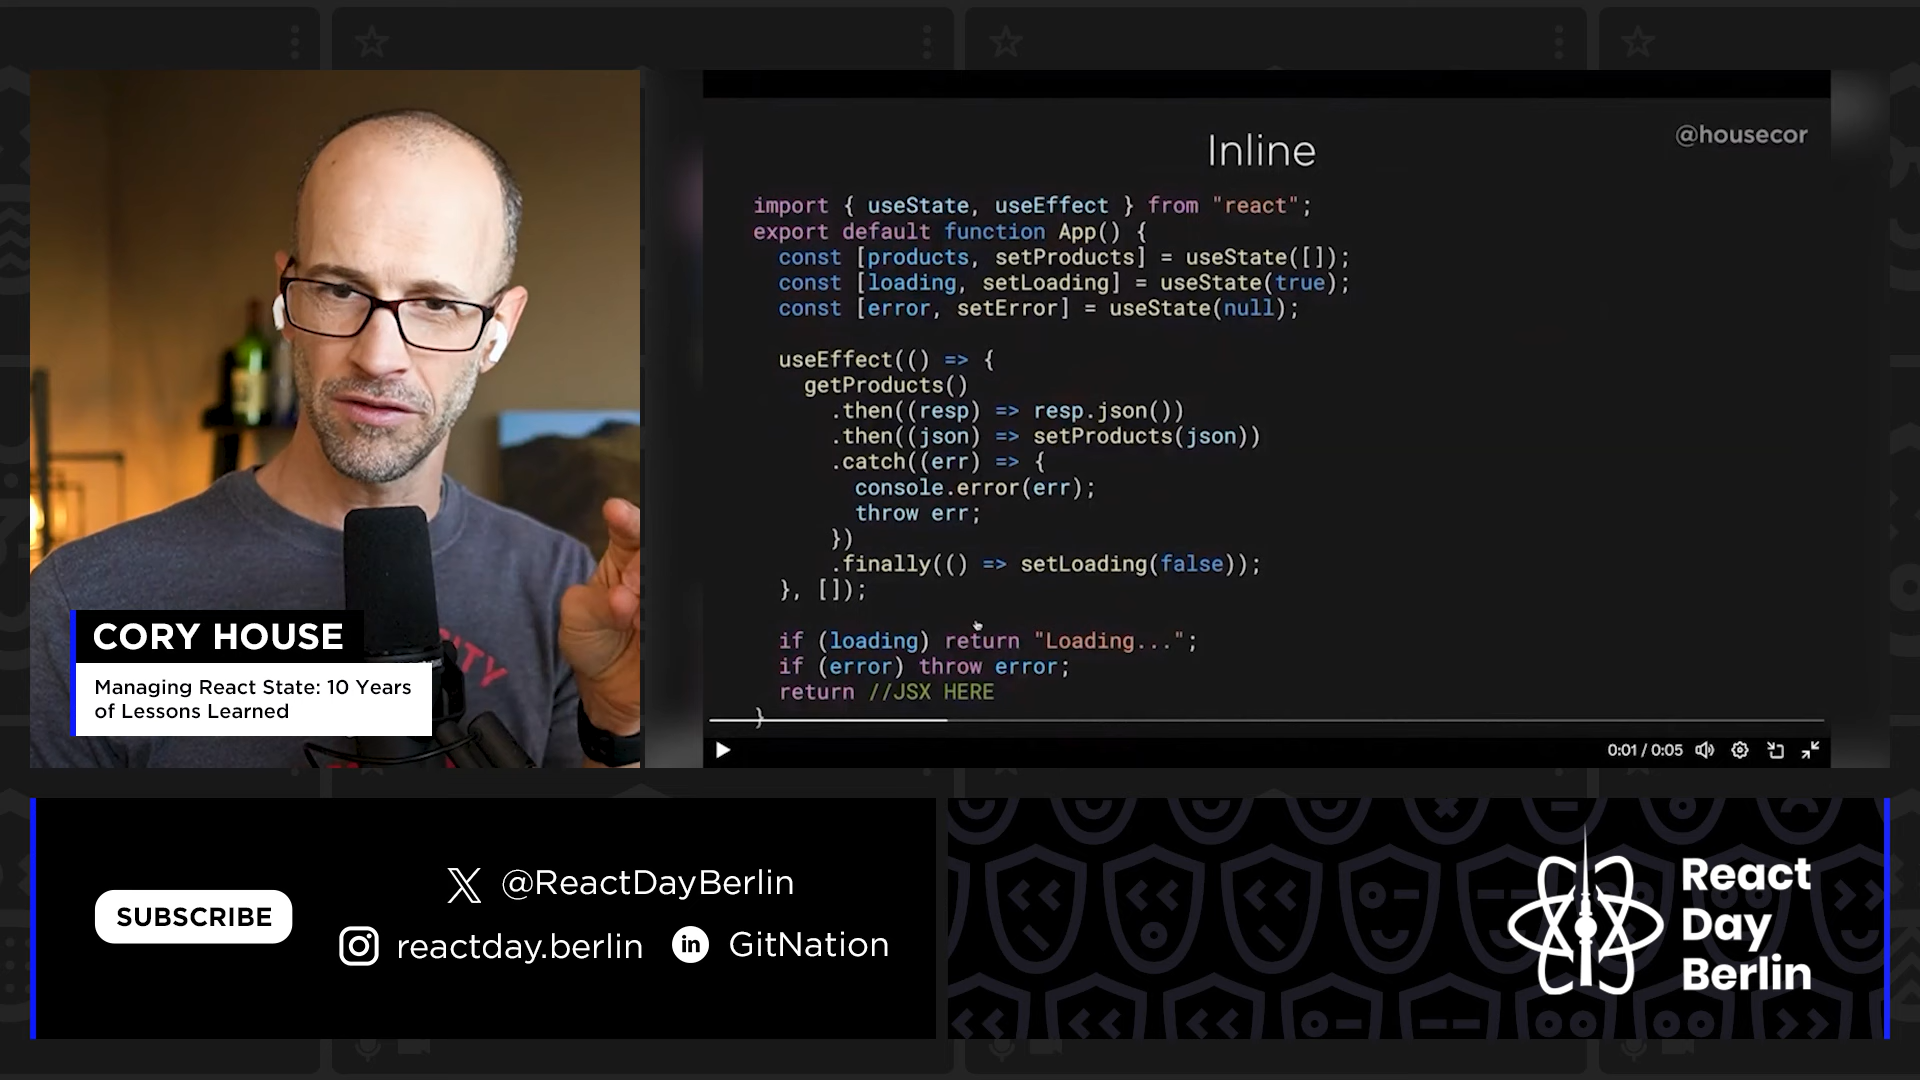 Inline
@housecor
import { useState, useEffect } from "react";
export default function App() {
const [products, setProducts] = useState([]);
const [loading, setLoading] = useState(true);
const [error, setError] = useState(null);
useEffect(() => {
getProducts()
.then((resp) => resp.json())
.then((json) => setProducts(json))
.catch((err) => {
console.error(err);
throw err;
})
.finally(() => setLoading(false));
}, []);
if (loading) return "Loading...";
if (error) throw error;
return //JSX HERE
}
0:01 / 0:05
CORY HOUSE
Managing React State: 10 Years
of Lessons Learned
SUBSCRIBE
@ReactDayBerlin
reactday.berlin
in GitNation
React
Day
Berlin